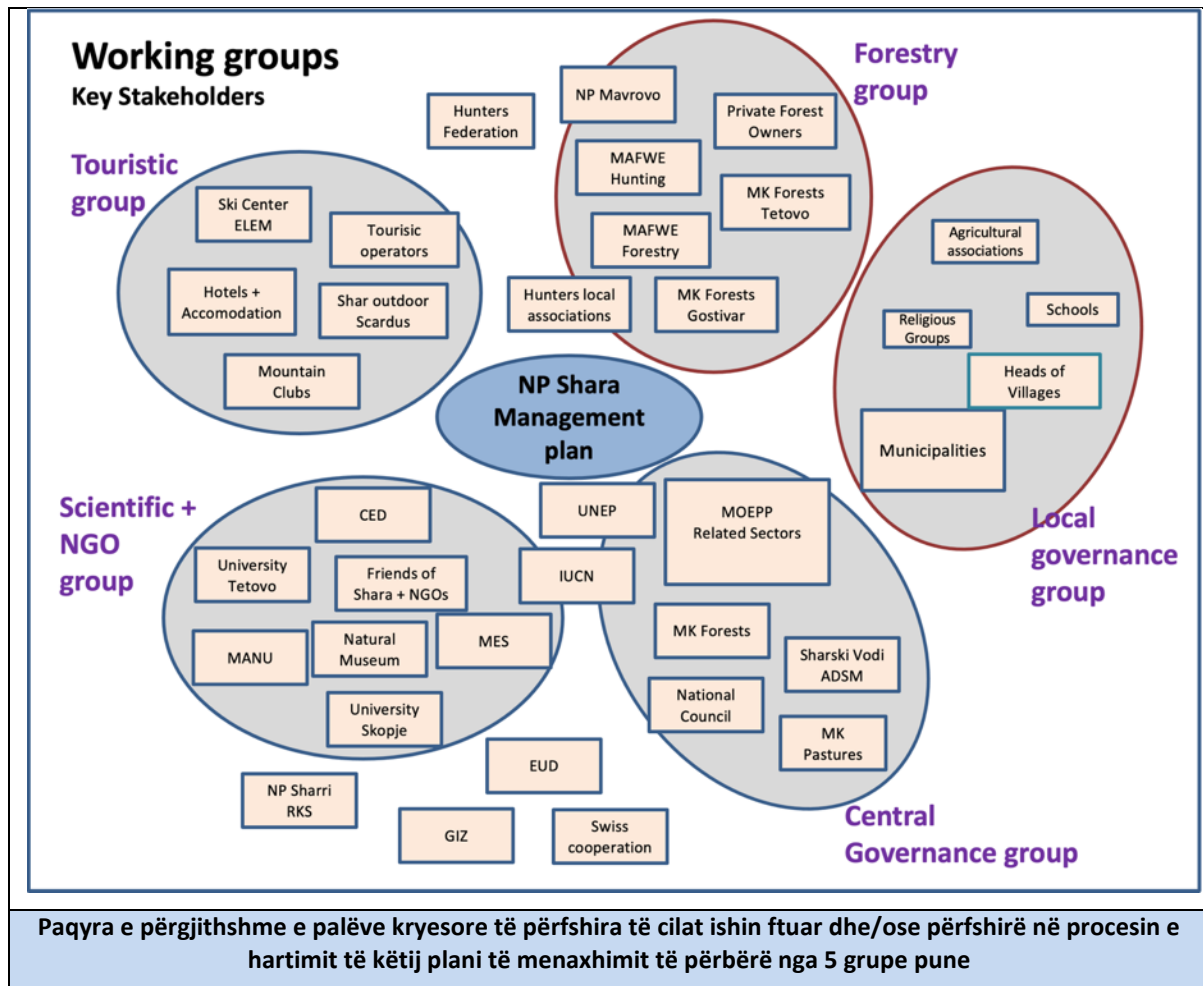 Working groups
Key Stakeholders
Forestry
group
NP Mavrovo
Hunters
Federation
Private Forest
Owners
MAFWE
Hunting
MK Forests
Tetovo
MAFWE
Forestry
Hunters local
associations
MK Forests
Gostivar
Touristic
group
Ski Center
ELEM
Tourisic
operators
Hotels +
Accomodation
Shar outdoor
Scardus
Mountain
Clubs
Agricultural
associations
Schools
Religious
Groups
Heads of
Villages
Municipalities
Local
governance
group
NP Shara
Management
plan
Scientific +
NGO
group
CED
University
Tetovo
Friends of
Shara + NGOs
MANU
Natural
Museum
MES
University
Skopje
UNEP
IUCN
MOEPP
Related Sectors
MK Forests
Sharski Vodi
ADSM
National
Council
MK
Pastures
Central
Governance group
NP Sharri
RKS
EUD
GIZ
Swiss
cooperation
Paqyra e përgjithshme e palëve kryesore të përfshira të cilat ishin ftuar dhe/ose përfshirë në procesin e
hartimit të këtij plani të menaxhimit të përbërë nga 5 grupe pune